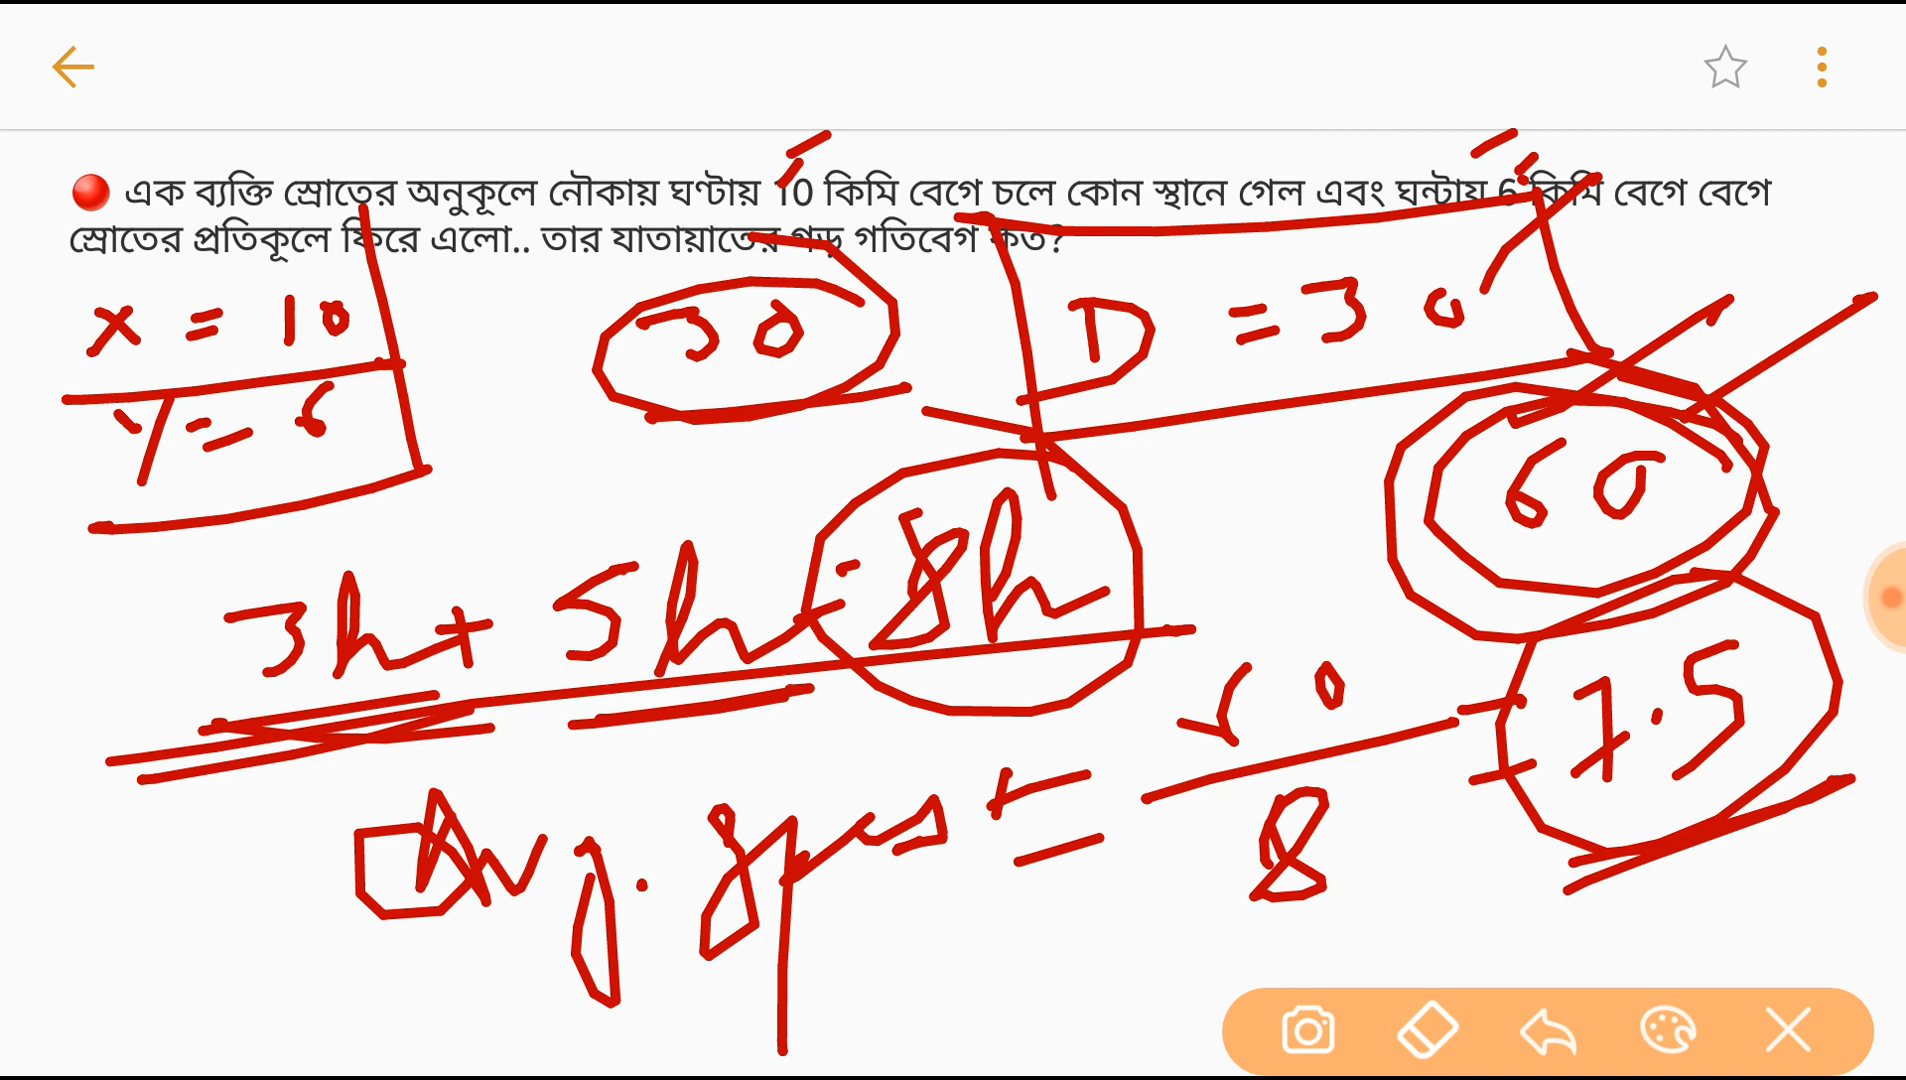 🔴 এক ব্যক্তি স্রোতের অনুকূলে নৌকায় ঘণ্টায় 10 কিমি বেগে চলে কোন স্থানে গেল এবং ঘন্টায় 6 কিমি বেগে বেগে
স্রোতের প্রতিকূলে ফিরে এলো.. তার যাতায়াতের গড় গতিবেগ কত?
x = 10
30
D = 30
Y = 6
60
3h + 5h = 8h
60
= 7.5
8